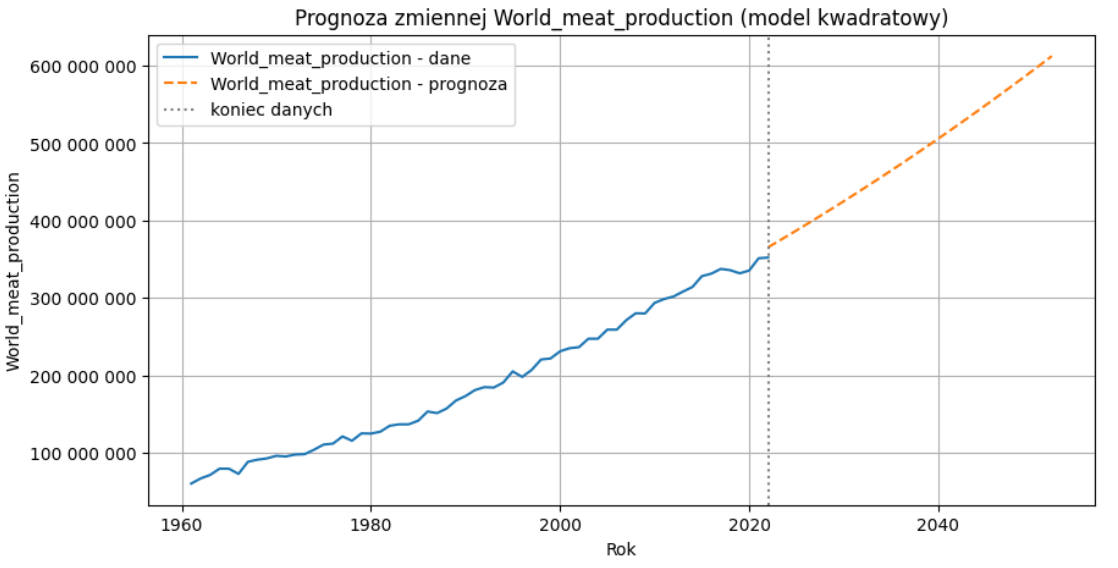 Prognoza zmiennej World_meat_production (model kwadratowy)
World_meat_production - dane
World_meat_production - prognoza
koniec danych
600 000 000
500 000 000
400 000 000
300 000 000
200 000 000
100 000 000
World_meat_production
1960 1980 2000 2020 2040
Rok